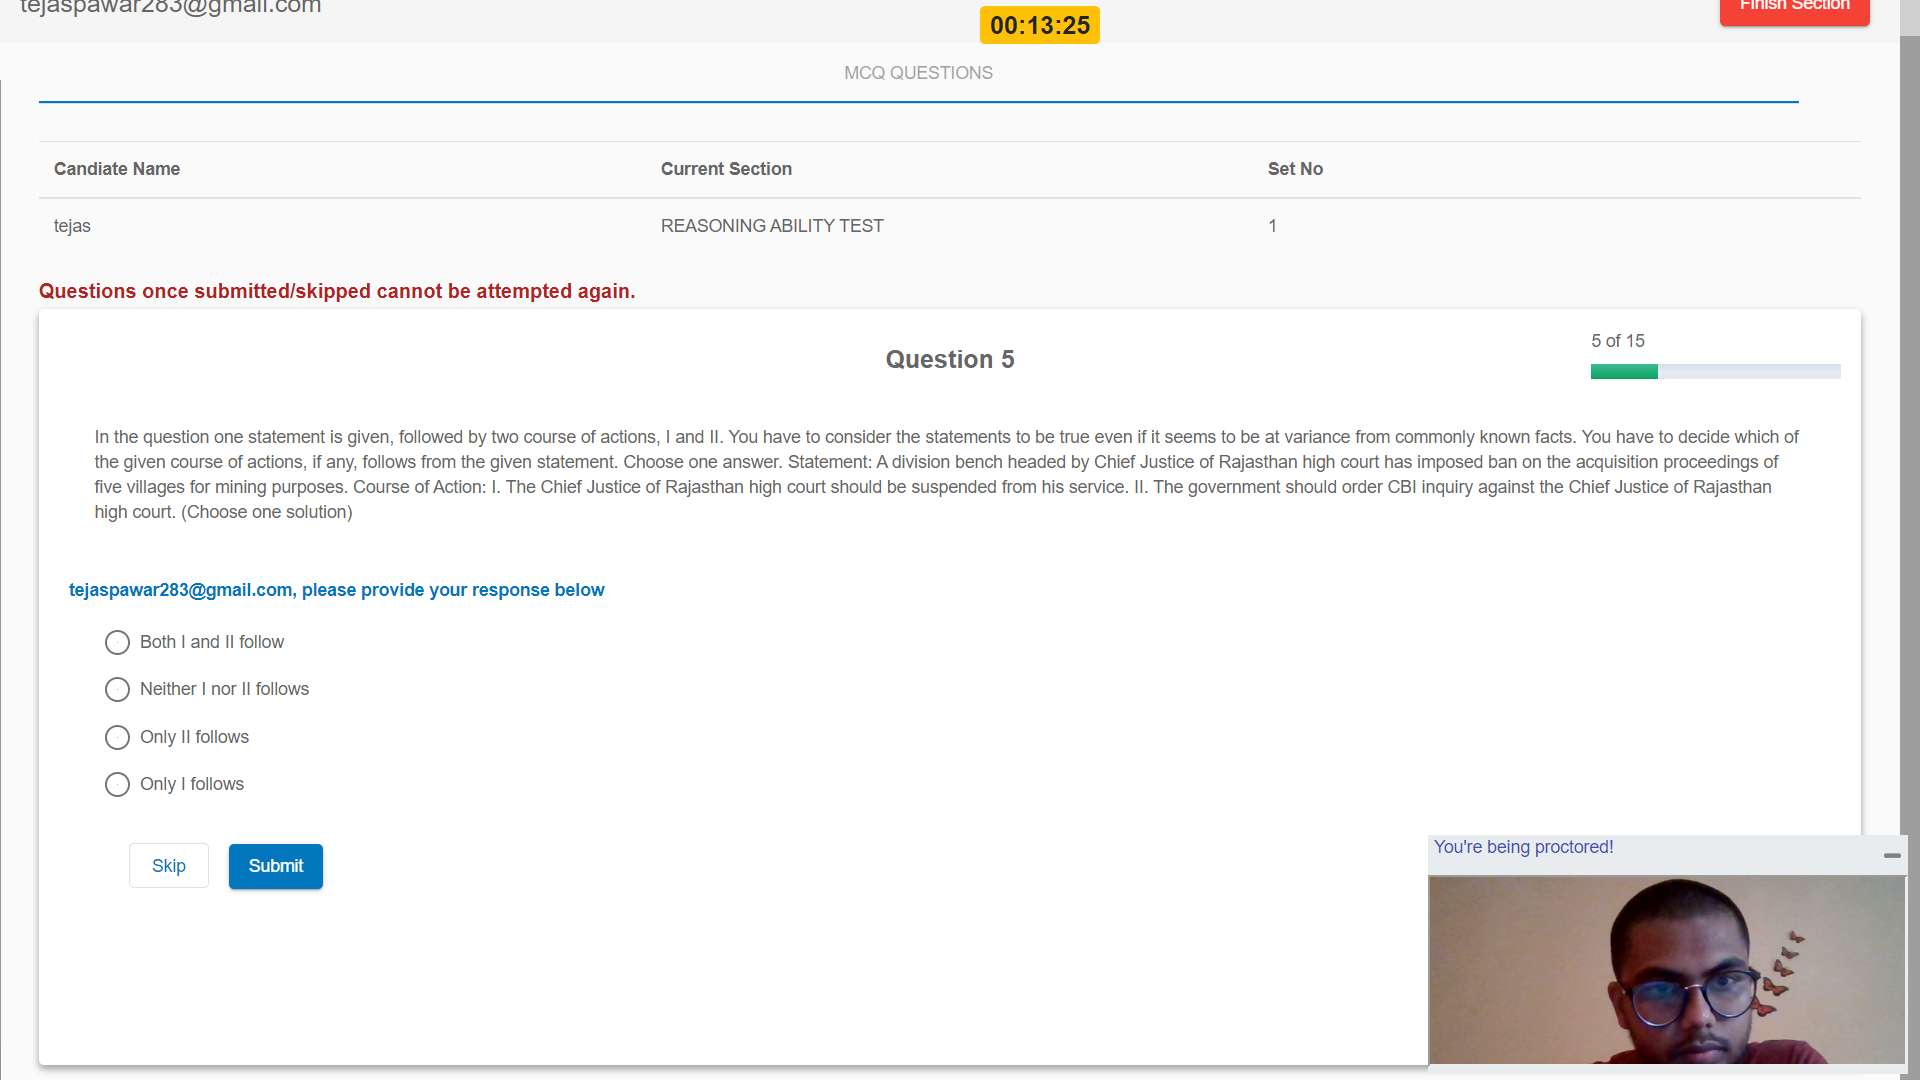 tejaspawar283@gmail.com
00:13:25
Finish Section
MCQ QUESTIONS
Candiate Name Current Section Set No
tejas REASONING ABILITY TEST 1
Questions once submitted/skipped cannot be attempted again.
5 of 15
Question 5
In the question one statement is given, followed by two course of actions, I and II. You have to consider the statements to be true even if it seems to be at variance from commonly known facts. You have to decide which of
the given course of actions, if any, follows from the given statement. Choose one answer. Statement: A division bench headed by Chief Justice of Rajasthan high court has imposed ban on the acquisition proceedings of
five villages for mining purposes. Course of Action: I. The Chief Justice of Rajasthan high court should be suspended from his service. II. The government should order CBI inquiry against the Chief Justice of Rajasthan
high court. (Choose one solution)
tejaspawar283@gmail.com, please provide your response below
Both I and II follow
Neither I nor II follows
Only II follows
Only I follows
Skip Submit
You're being proctored!